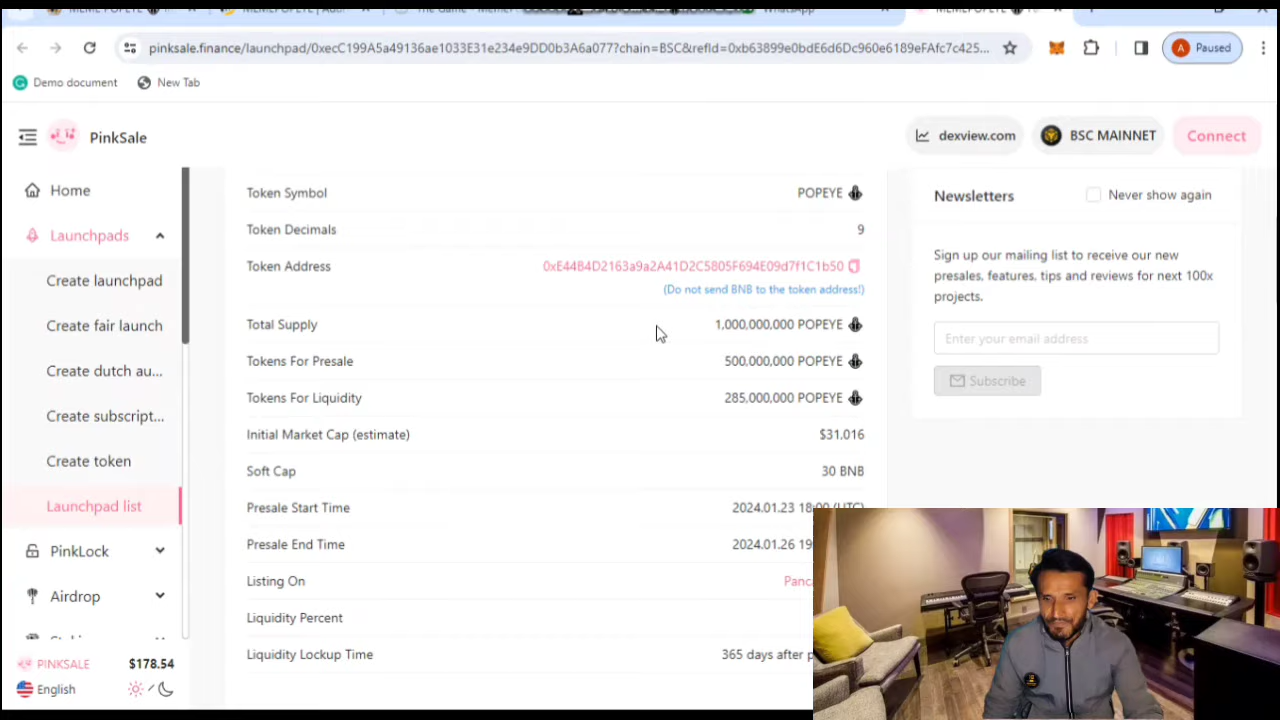 WhatsApp
pinksale.finance/launchpad/0xecC199A5a49136ae1033E31e234e9DD0b3A6a077?chain=BSC&refId=0xb63899e0bdE6d6Dc960e6189eFAfc7c425...
A Paused
Demo document
New Tab
PinkSale
dexview.com
BSC MAINNET
Connect
Home
Launchpads
Create launchpad
Create fair launch
Create dutch au...
Create subscript...
Create token
Launchpad list
PinkLock
Airdrop
PINKSALE $178.54
English
Token Symbol POPEYE
Token Decimals 9
Token Address 0xE44B4D2163a9a2A41D2C5805F694E09d7f1C1b50
(Do not send BNB to the token address!)
Total Supply 1,000,000,000 POPEYE
Tokens For Presale 500,000,000 POPEYE
Tokens For Liquidity 285,000,000 POPEYE
Initial Market Cap (estimate) $31,016
Soft Cap 30 BNB
Presale Start Time 2024.01.23 18:00 (UTC)
Presale End Time 2024.01.26 19
Listing On
Liquidity Percent
Liquidity Lockup Time 365 days after
Newsletters
Never show again
Sign up our mailing list to receive our new
presales, features, tips and reviews for next 100x
projects.
Enter your email address
Subscribe